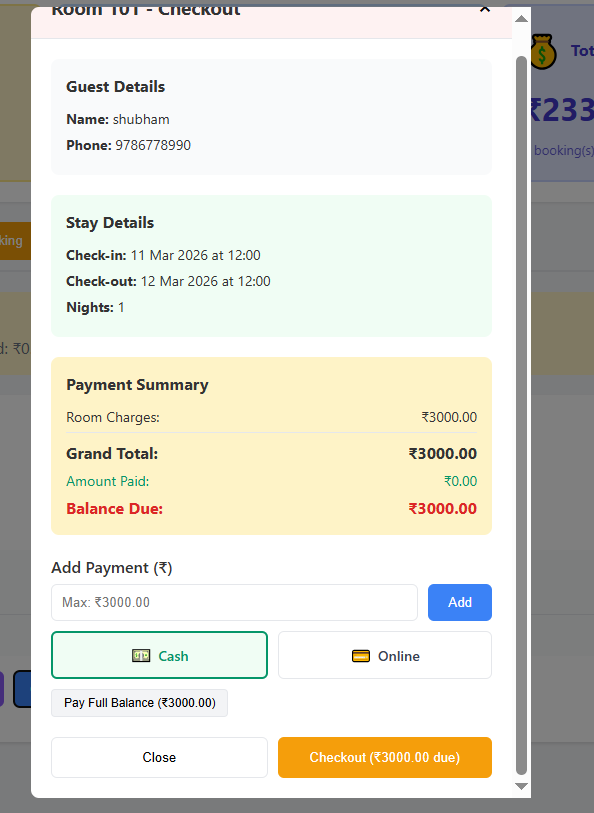 Room 101 - Checkout
×
Guest Details
Name: shubham
Phone: 9786778990
Stay Details
Check-in: 11 Mar 2026 at 12:00
Check-out: 12 Mar 2026 at 12:00
Nights: 1
Payment Summary
Room Charges: ₹3000.00
Grand Total: ₹3000.00
Amount Paid: ₹0.00
Balance Due: ₹3000.00
Add Payment (₹)
Max: ₹3000.00
Add
Cash
Online
Pay Full Balance (₹3000.00)
Close
Checkout (₹3000.00 due)
Tot
₹233
booking(s)
king
d: ₹0